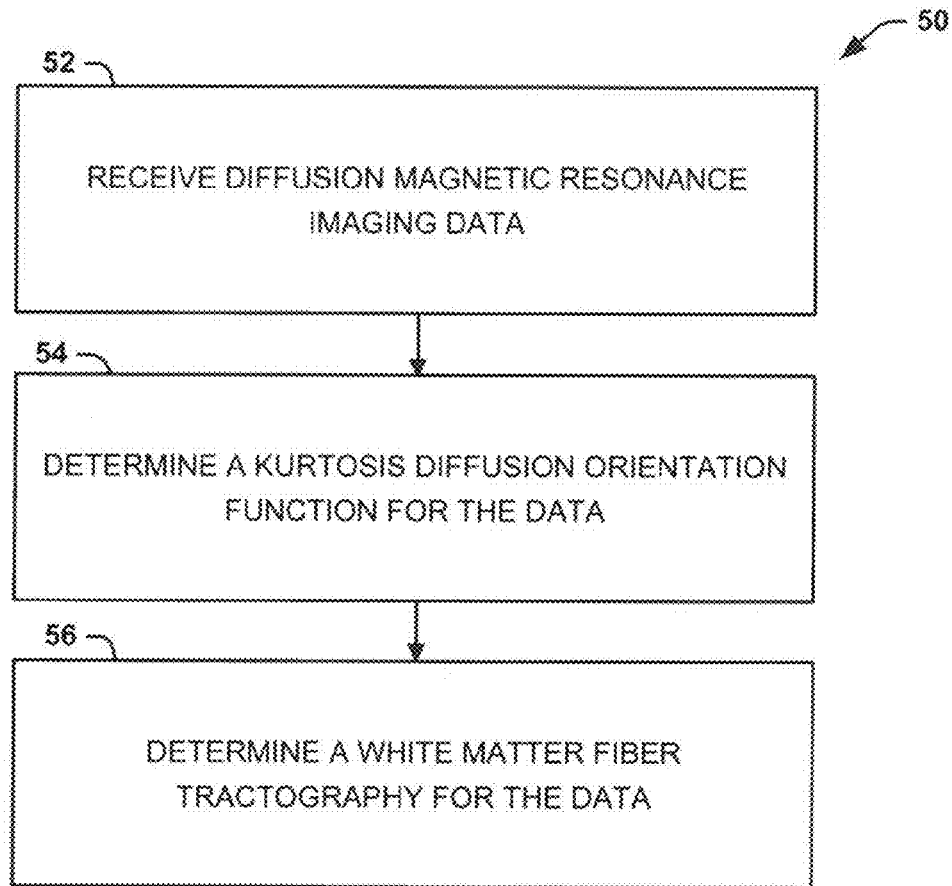 50
52
RECEIVE DIFFUSION MAGNETIC RESONANCE
IMAGING DATA
54
DETERMINE A KURTOSIS DIFFUSION ORIENTATION
FUNCTION FOR THE DATA
56
DETERMINE A WHITE MATTER FIBER
TRACTOGRAPHY FOR THE DATA